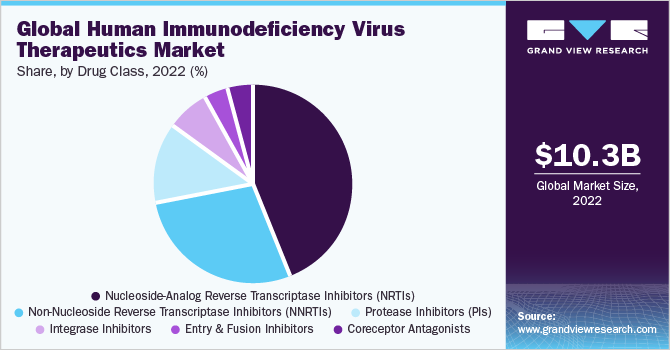 Global Human Immunodeficiency Virus
Therapeutics Market
Share, by Drug Class, 2022 (%)
Nucleoside-Analog Reverse Transcriptase Inhibitors (NRTIs)
Non-Nucleoside Reverse Transcriptase Inhibitors (NNRTIs)
Protease Inhibitors (PIs)
Integrase Inhibitors
Entry & Fusion Inhibitors
Coreceptor Antagonists
GVR
GRAND VIEW RESEARCH
$10.3B
Global Market Size,
2022
Source:
www.grandviewresearch.com